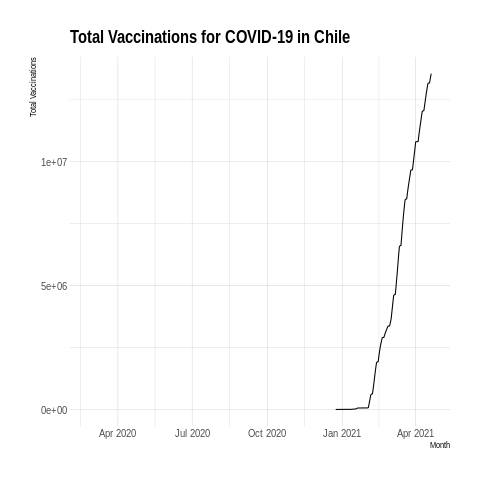 Total Vaccinations for COVID-19 in Chile
Total Vaccinations
1e+07
5e+06
0e+00
Apr 2020
Jul 2020
Oct 2020
Jan 2021
Apr 2021
Month